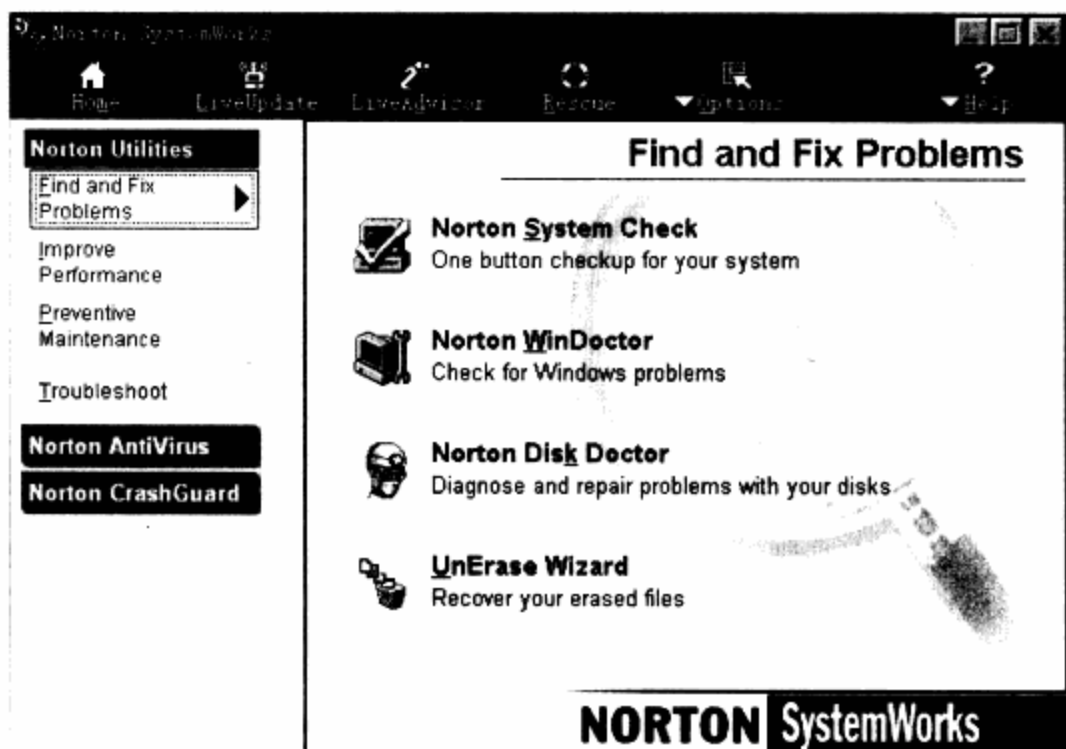 Norton SystemWorks
Home LiveUpdate LiveAdvisor Rescue Options Help
Norton Utilities
Find and Fix
Problems
Improve
Performance
Preventive
Maintenance
Troubleshoot
Norton AntiVirus
Norton CrashGuard
Find and Fix Problems
Norton System Check
One button checkup for your system
Norton WinDoctor
Check for Windows problems
Norton Disk Doctor
Diagnose and repair problems with your disks
UnErase Wizard
Recover your erased files
NORTON SystemWorks